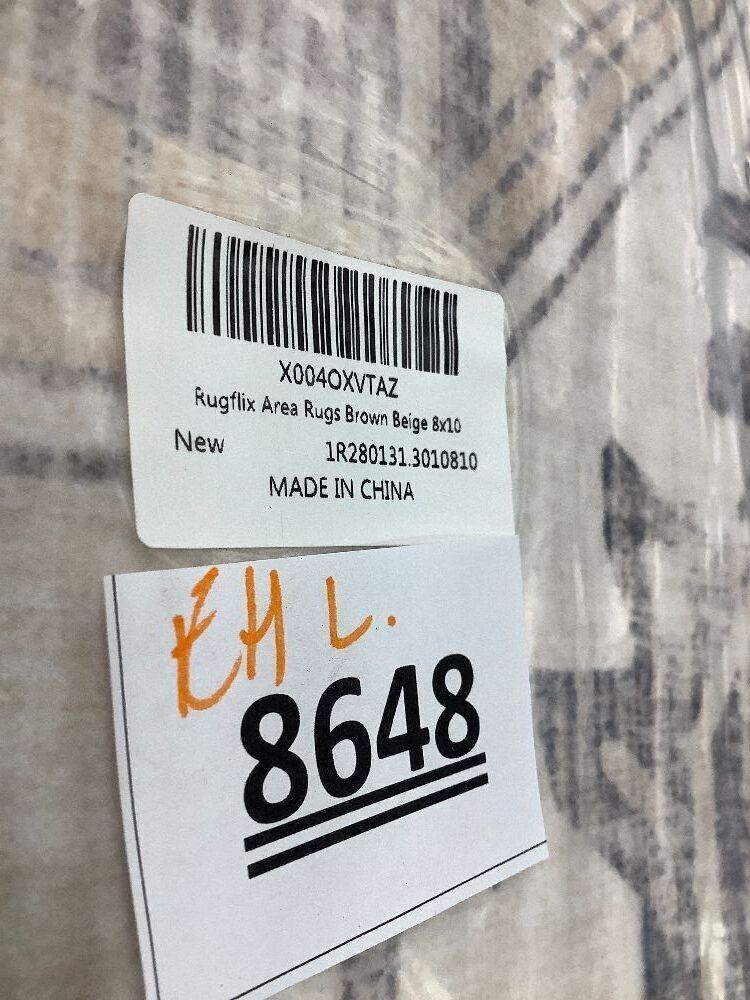 X004OXVTAZ
Rugflix Area Rugs Brown Beige 8x10
New
1R280131.3010810
MADE IN CHINA
EH L.
8648